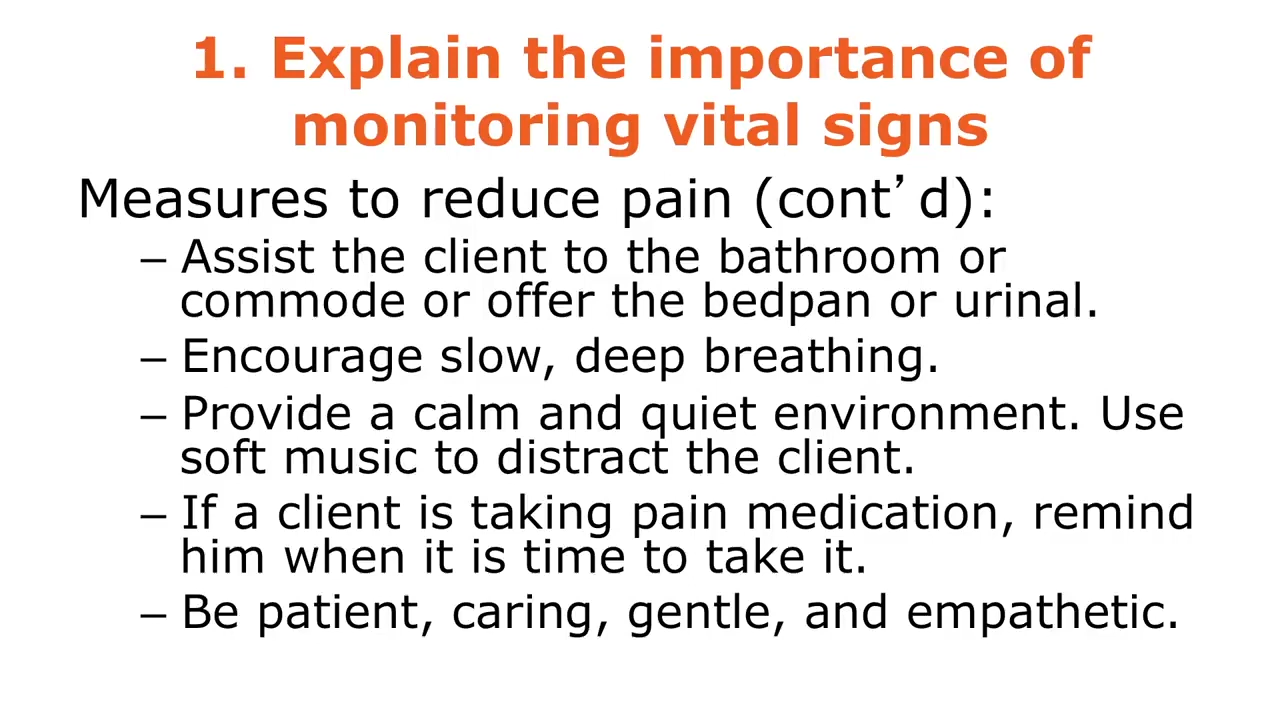 1. Explain the importance of
monitoring vital signs
Measures to reduce pain (cont’d):
– Assist the client to the bathroom or
commode or offer the bedpan or urinal.
– Encourage slow, deep breathing.
– Provide a calm and quiet environment. Use
soft music to distract the client.
– If a client is taking pain medication, remind
him when it is time to take it.
– Be patient, caring, gentle, and empathetic.